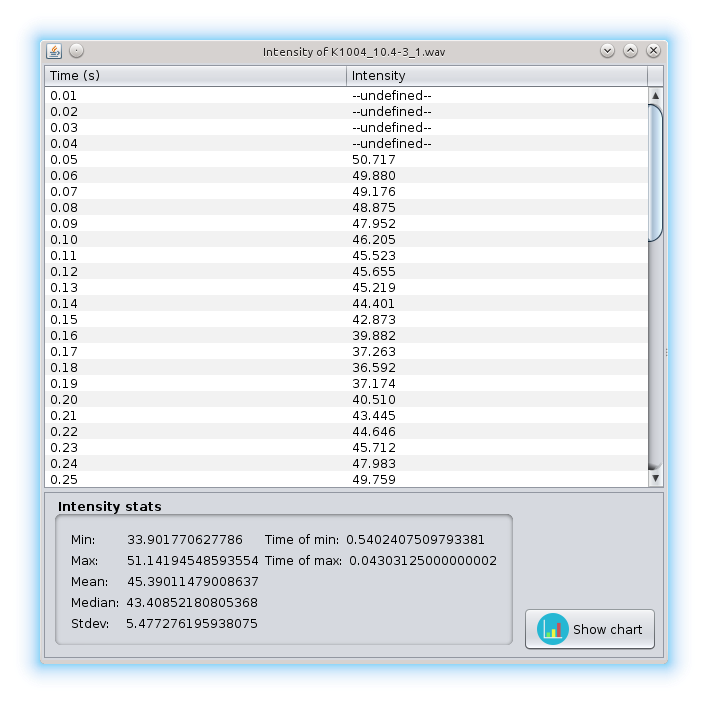 Intensity of K1004_10.4-3_1.wav
Time (s) Intensity
0.01 --undefined--
0.02 --undefined--
0.03 --undefined--
0.04 --undefined--
0.05 50.717
0.06 49.880
0.07 49.176
0.08 48.875
0.09 47.952
0.10 46.205
0.11 45.523
0.12 45.655
0.13 45.219
0.14 44.401
0.15 42.873
0.16 39.882
0.17 37.263
0.18 36.592
0.19 37.174
0.20 40.510
0.21 43.445
0.22 44.646
0.23 45.712
0.24 47.983
0.25 49.759
Intensity stats
Min: 33.901770627786 Time of min: 0.5402407509793381
Max: 51.14194548593554 Time of max: 0.04303125000000002
Mean: 45.39011479008637
Median: 43.40852180805368
Stdev: 5.477276195938075
Show chart